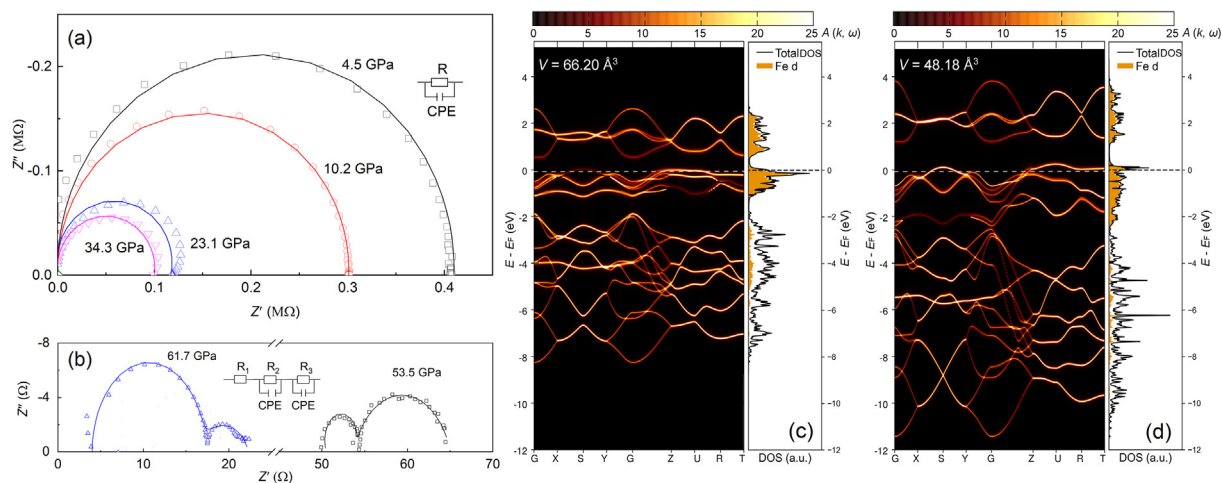 (a)
-0.2
-0.1
0.0
Z″ (MΩ)
4.5 GPa
R
CPE
10.2 GPa
34.3 GPa
23.1 GPa
0.0 0.1 0.2 0.3 0.4
Z′ (MΩ)
(b)
-8
-4
0
Z″ (Ω)
61.7 GPa
R1 R2 R3
CPE CPE
53.5 GPa
0 10 20 50 60 70
Z′ (Ω)
0 5 10 15 20 25 A (k, ω)
V = 66.20 Å3
TotalDOS
Fe d
4
2
0
-2
-4
-6
-8
-10
-12
E - EF (eV)
(c)
G X S Y G Z U R T
DOS (a.u.)
0 5 10 15 20 25 A (k, ω)
V = 48.18 Å3
TotalDOS
Fe d
4
2
0
-2
-4
-6
-8
-10
-12
E - EF (eV)
E - EF (eV)
(d)
G X S Y G Z U R T
DOS (a.u.)